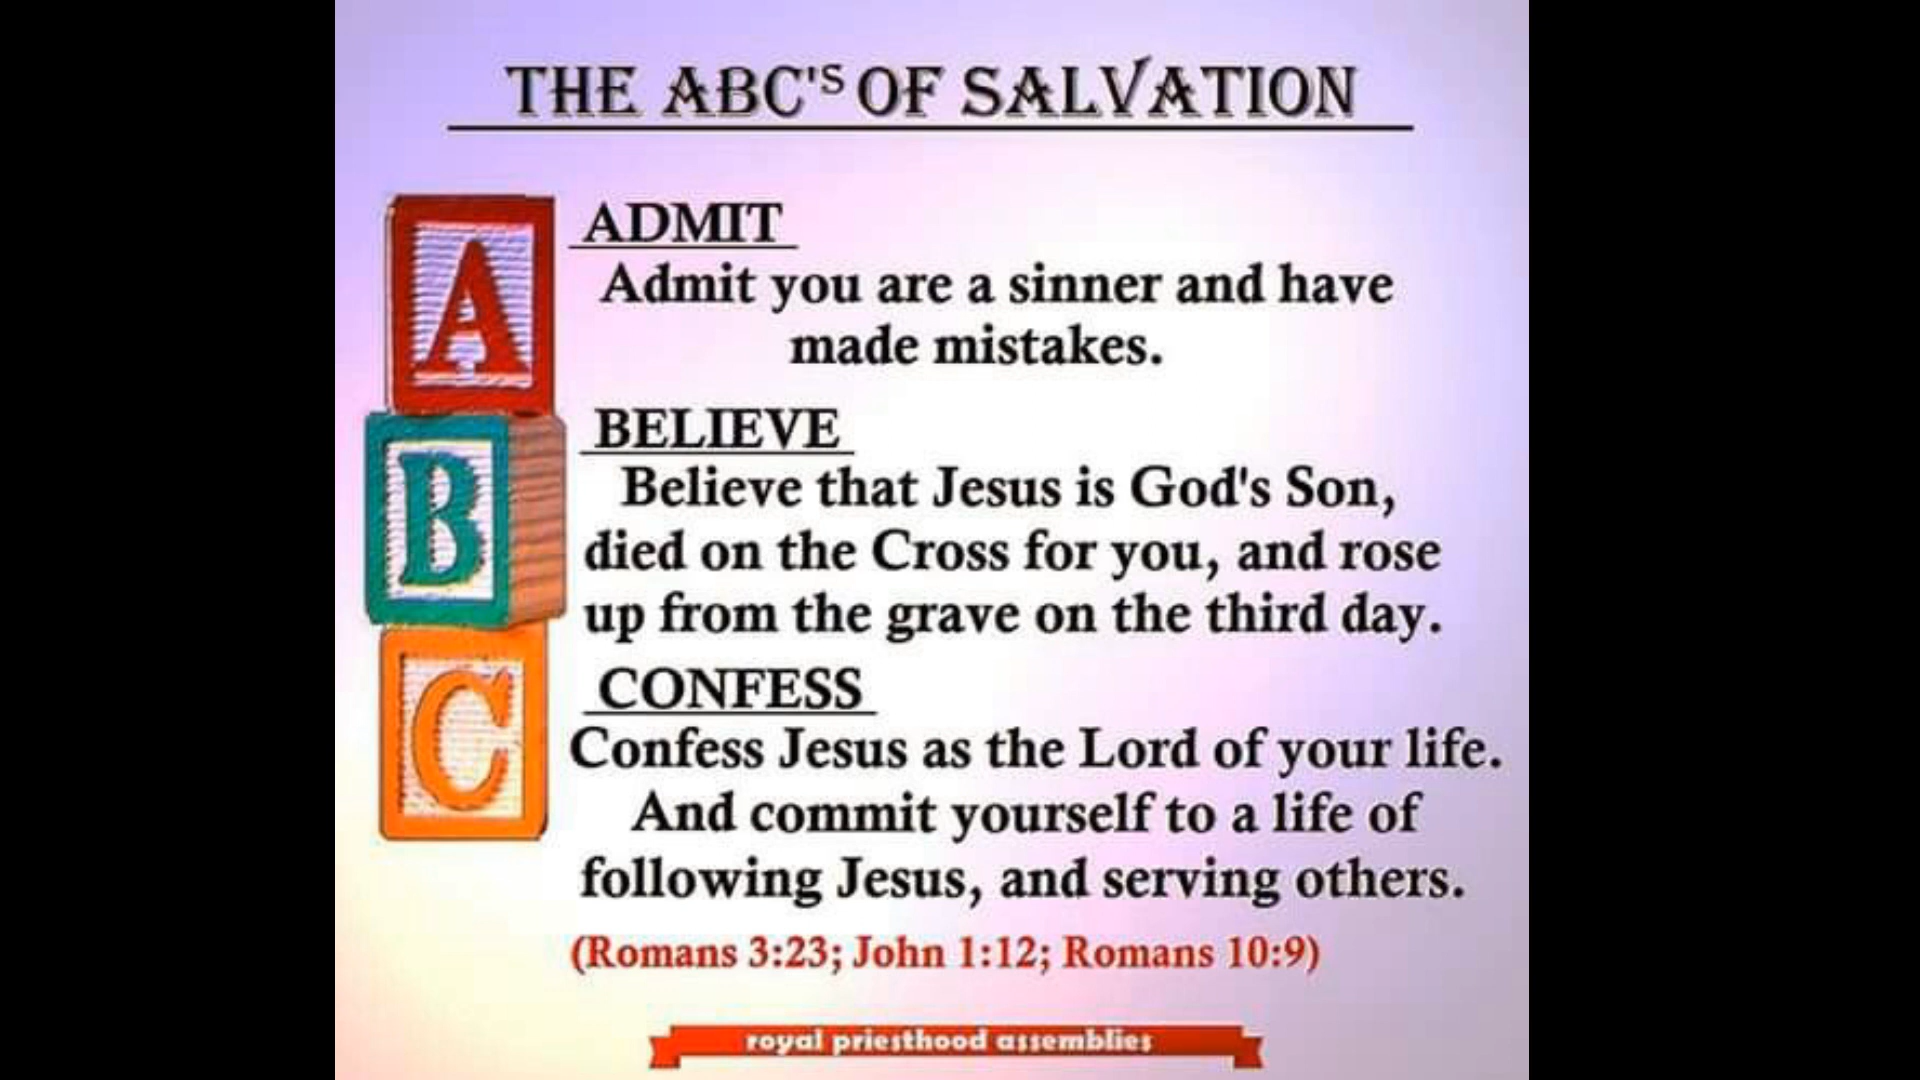 THE ABC'S OF SALVATION
A
ADMIT
Admit you are a sinner and have
made mistakes.
B
BELIEVE
Believe that Jesus is God's Son,
died on the Cross for you, and rose
up from the grave on the third day.
C
CONFESS
Confess Jesus as the Lord of your life.
And commit yourself to a life of
following Jesus, and serving others.
(Romans 3:23; John 1:12; Romans 10:9)
royal priesthood assemblies